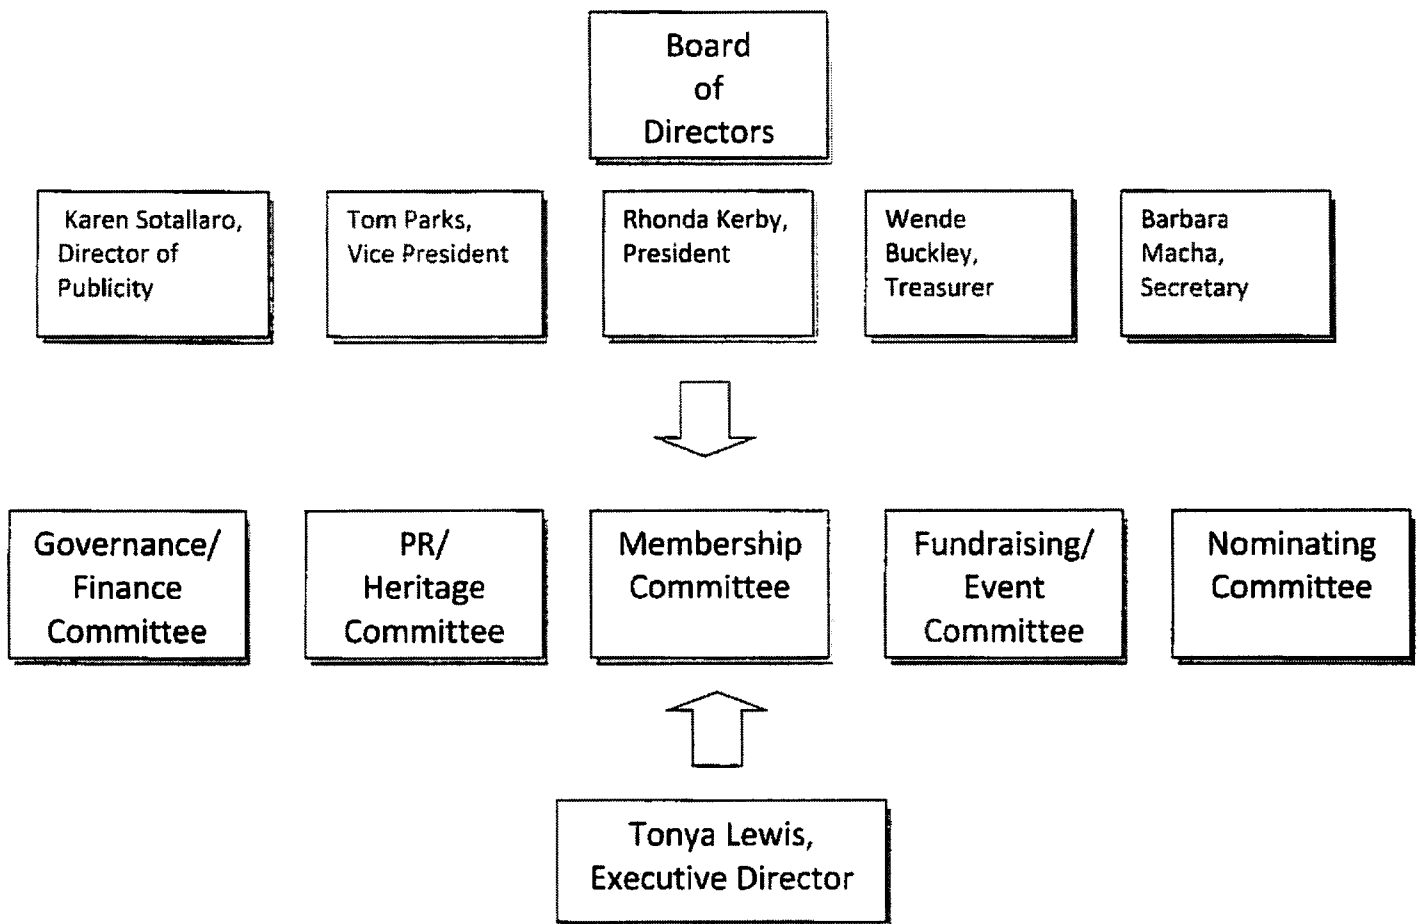 Board
of
Directors
Karen Sotallaro,
Director of
Publicity
Tom Parks,
Vice President
Rhonda Kerby,
President
Wende
Buckley,
Treasurer
Barbara
Macha,
Secretary
Governance/
Finance
Committee
PR/
Heritage
Committee
Membership
Committee
Fundraising/
Event
Committee
Nominating
Committee
Tonya Lewis,
Executive Director